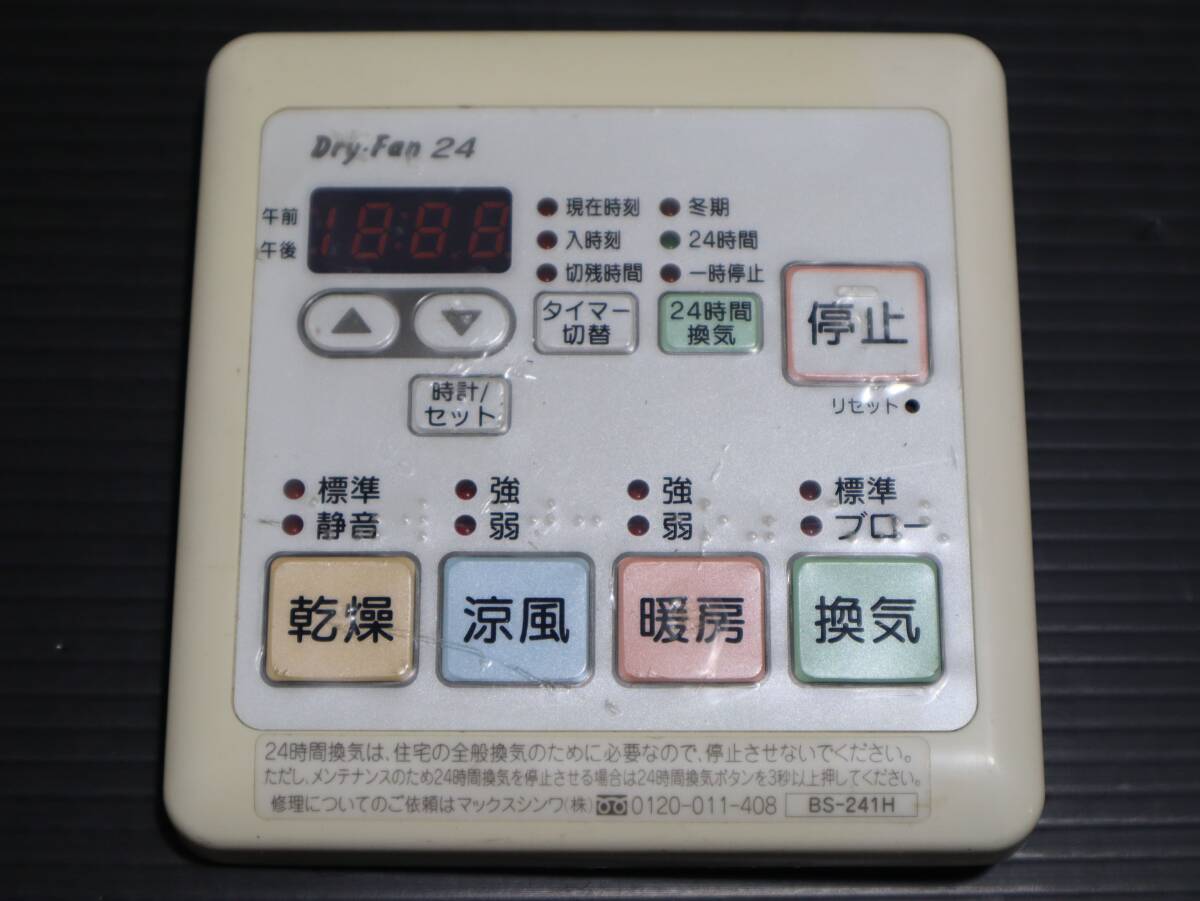 Dry·Fan 24
午前
午後
18:88
現在時刻
入時刻
切残時間
冬期
24時間
一時停止
▲
▼
タイマー
切替
24時間
換気
停止
時計/
セット
リセット
標準
静音
強
弱
強
弱
標準
ブロー
乾燥
涼風
暖房
換気
24時間換気は、住宅の全般換気のために必要なので、停止させないでください。
ただし、メンテナンスのため24時間換気を停止させる場合は24時間換気ボタンを3秒以上押してください。
修理についてのご依頼はマックスシンワ(株) 0120-011-408 BS-241H